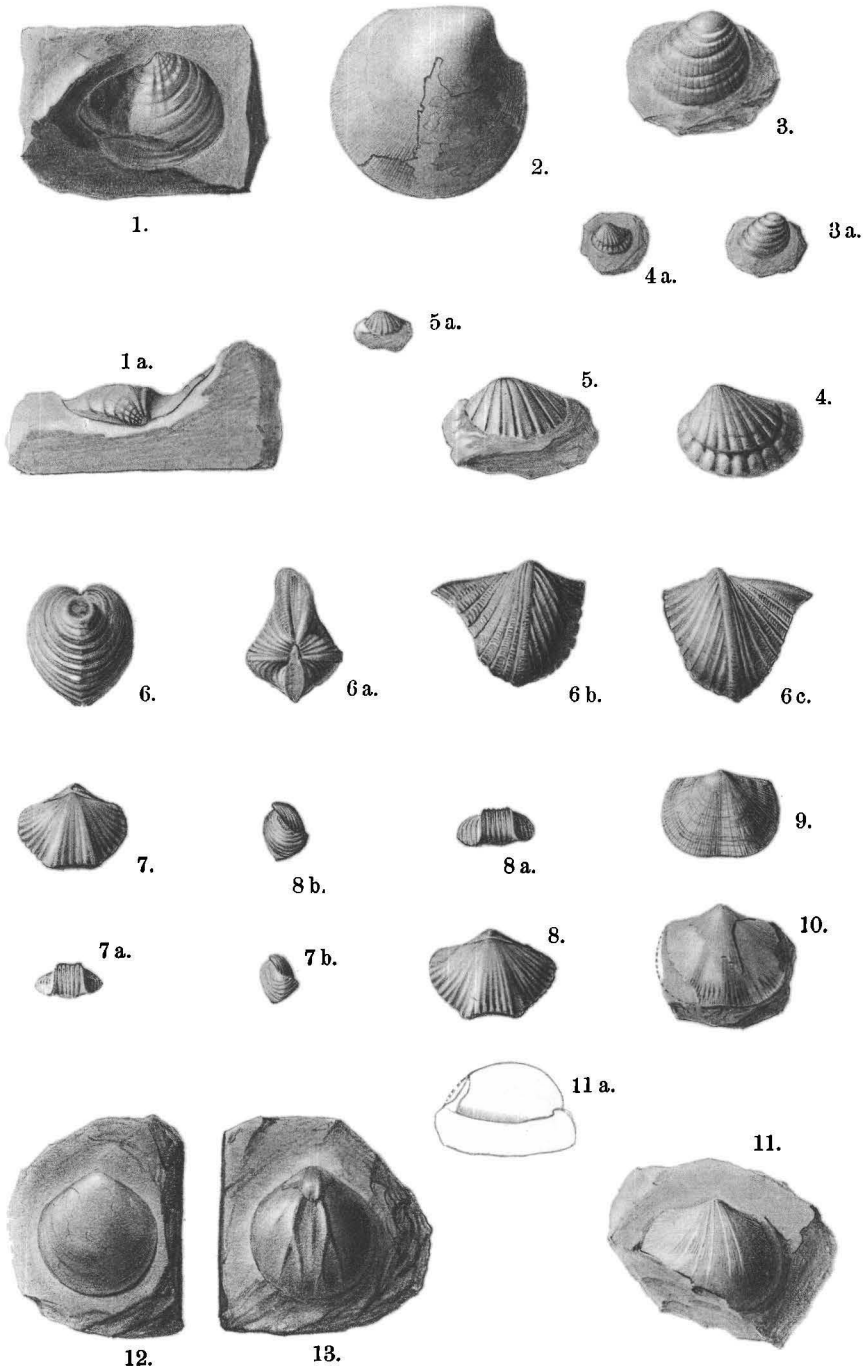 1.
2.
3.
4 a.
3 a.
1 a.
5 a.
5.
4.
6.
6 a.
6 b.
6 c.
7.
8 b.
8 a.
9.
7 a.
7 b.
8.
10.
11 a.
11.
12.
13.